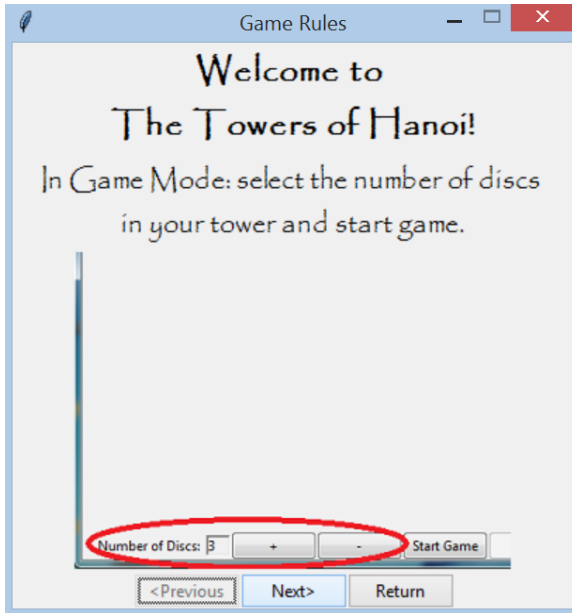 Game Rules
Welcome to
The Towers of Hanoi!
In Game Mode: select the number of discs
in your tower and start game.
Number of Discs: 3 + - Start Game
<Previous Next> Return